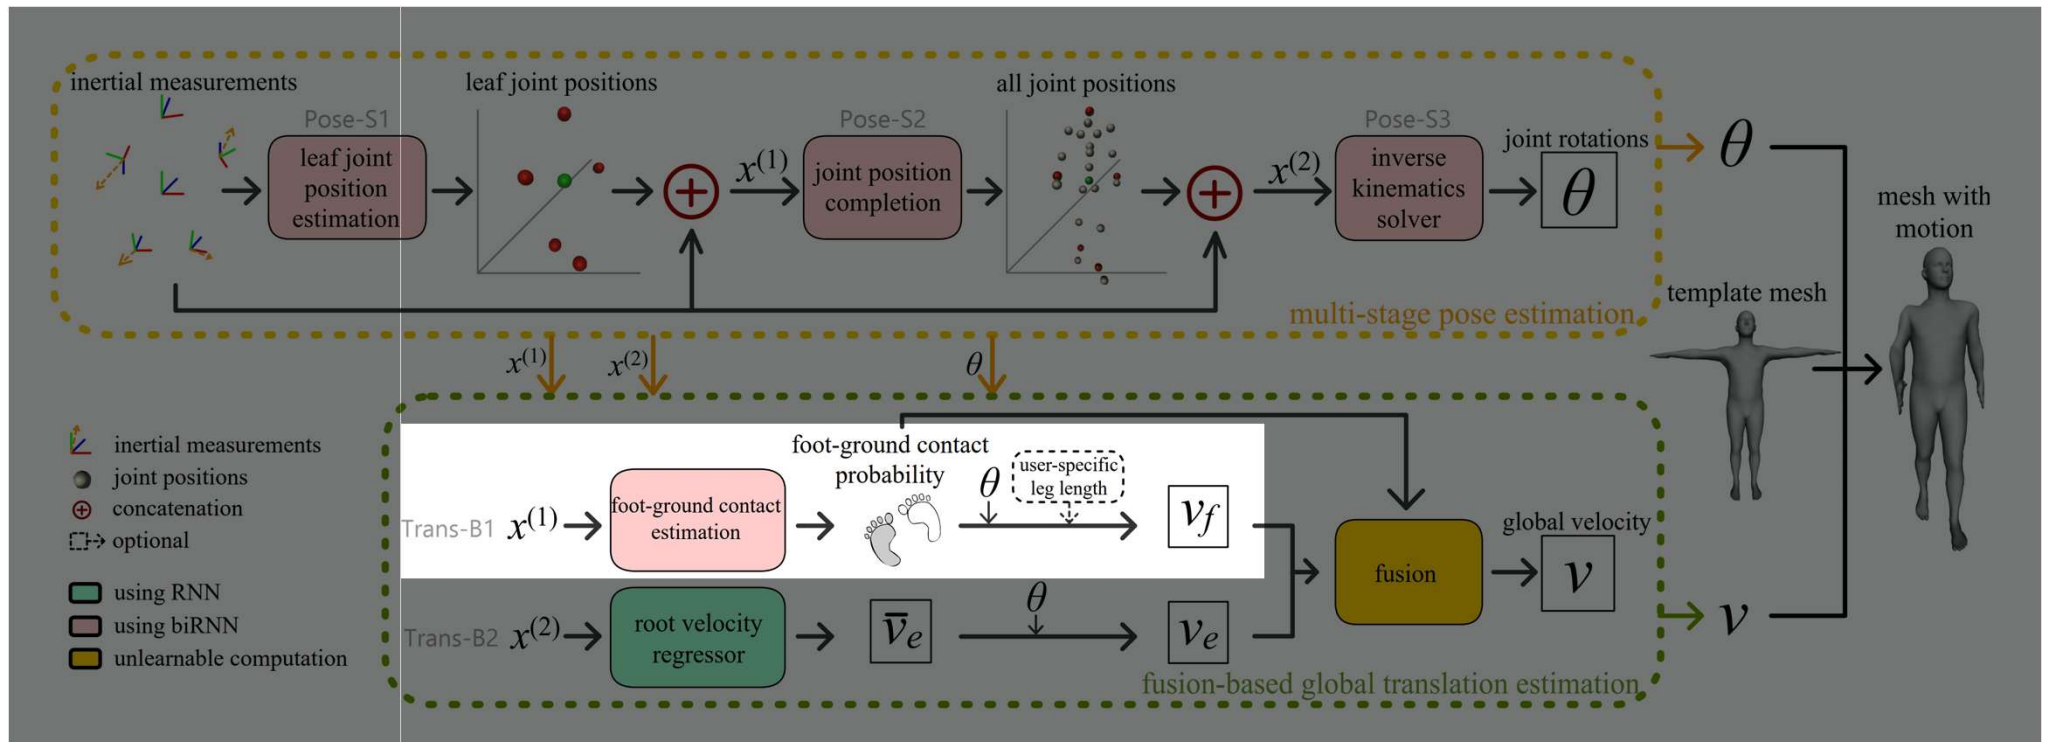 inertial measurements
leaf joint positions
all joint positions
Pose-S1
leaf joint
position
estimation
x(1)
Pose-S2
joint position
completion
x(2)
Pose-S3
inverse
kinematics
solver
joint rotations
θ
θ
mesh with
motion
template mesh
multi-stage pose estimation
x(1)
x(2)
θ
inertial measurements
joint positions
concatenation
optional
using RNN
using biRNN
unlearnable computation
Trans-B1
x(1)
foot-ground contact
estimation
foot-ground contact
probability
θ
user-specific
leg length
vf
Trans-B2
x(2)
root velocity
regressor
v̄e
θ
ve
fusion
global velocity
v
v
fusion-based global translation estimation